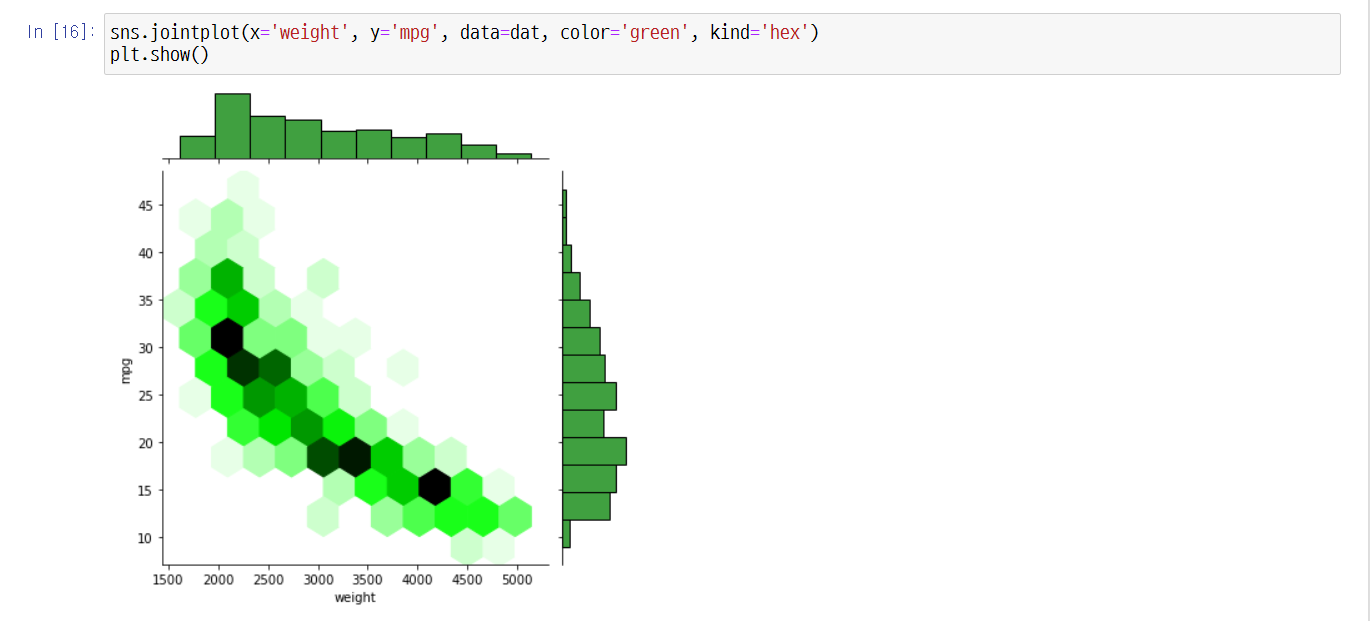 In [16]: sns.jointplot(x='weight', y='mpg', data=dat, color='green', kind='hex')
plt.show()
45
40
35
30
25
20
15
10
mpg
1500 2000 2500 3000 3500 4000 4500 5000
weight